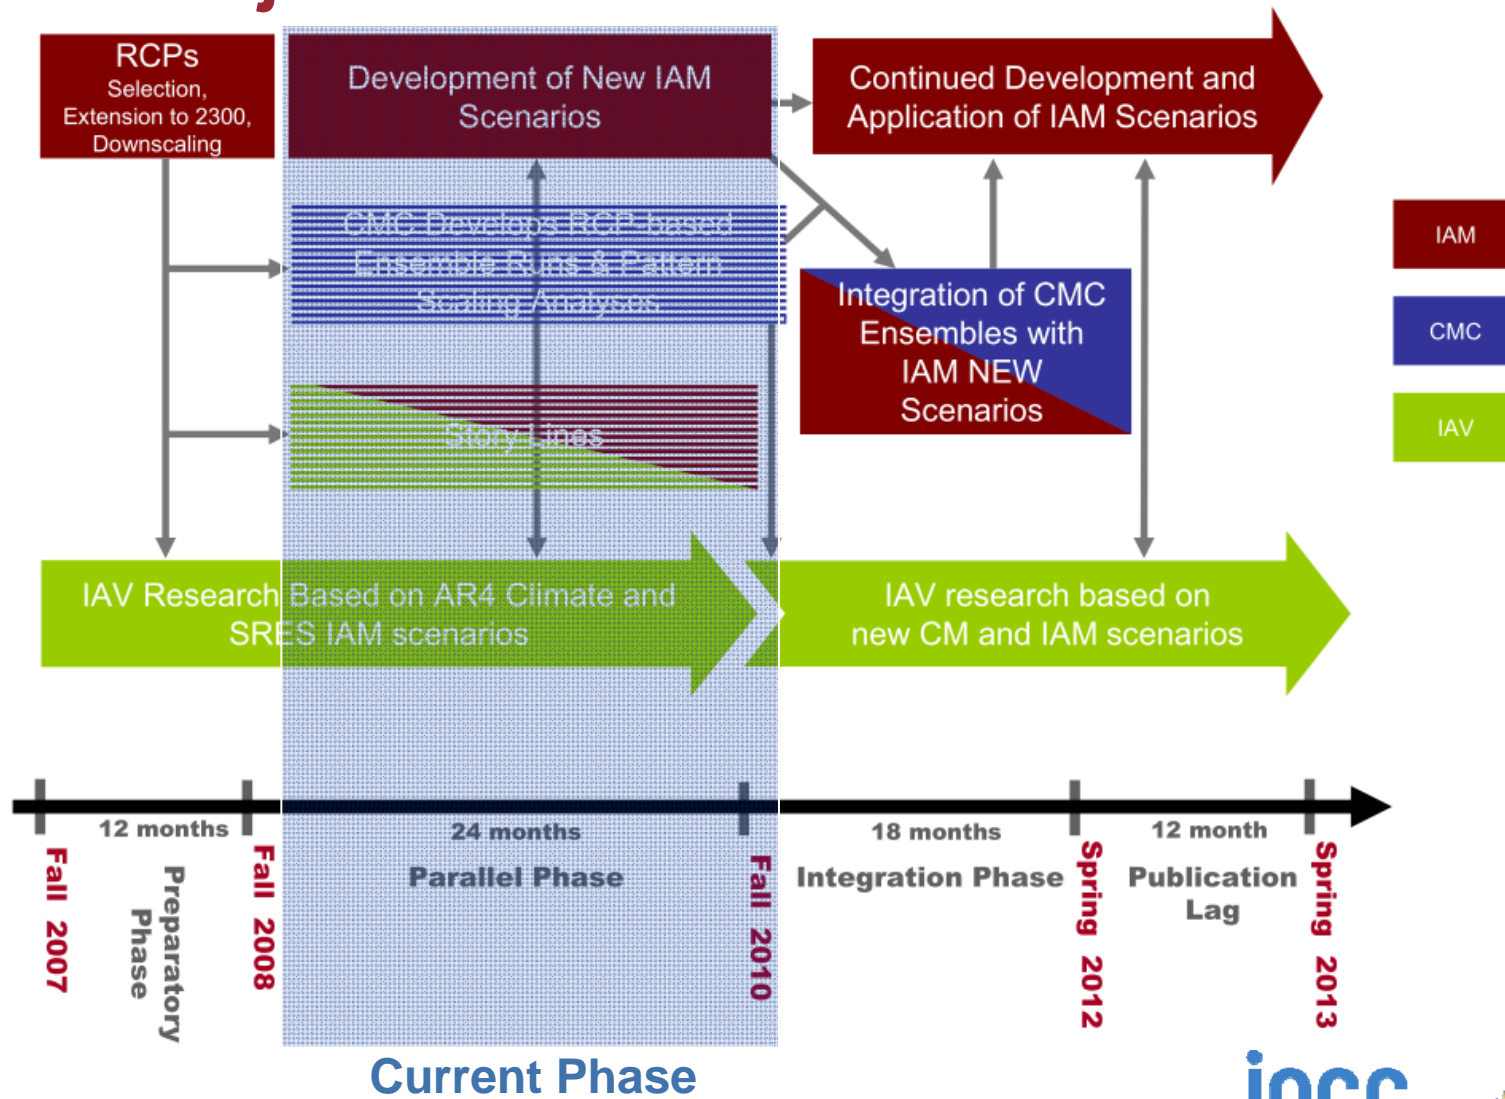 RCPs
Selection,
Extension to 2300,
Downscaling
Development of New IAM
Scenarios
Continued Development and
Application of IAM Scenarios
CMC Develops RCP-based
Ensemble Runs & Pattern
Scaling Analyses
Integration of CMC
Ensembles with
IAM NEW
Scenarios
IAM
CMC
IAV
Story Lines
IAV Research Based on AR4 Climate and
SRES IAM scenarios
IAV research based on
new CM and IAM scenarios
12 months
24 months
18 months
12 month
Fall 2007
Preparatory
Phase
Fall 2008
Parallel Phase
Fall 2010
Integration Phase
Spring 2012
Publication
Lag
Spring 2013
Current Phase
ipcc